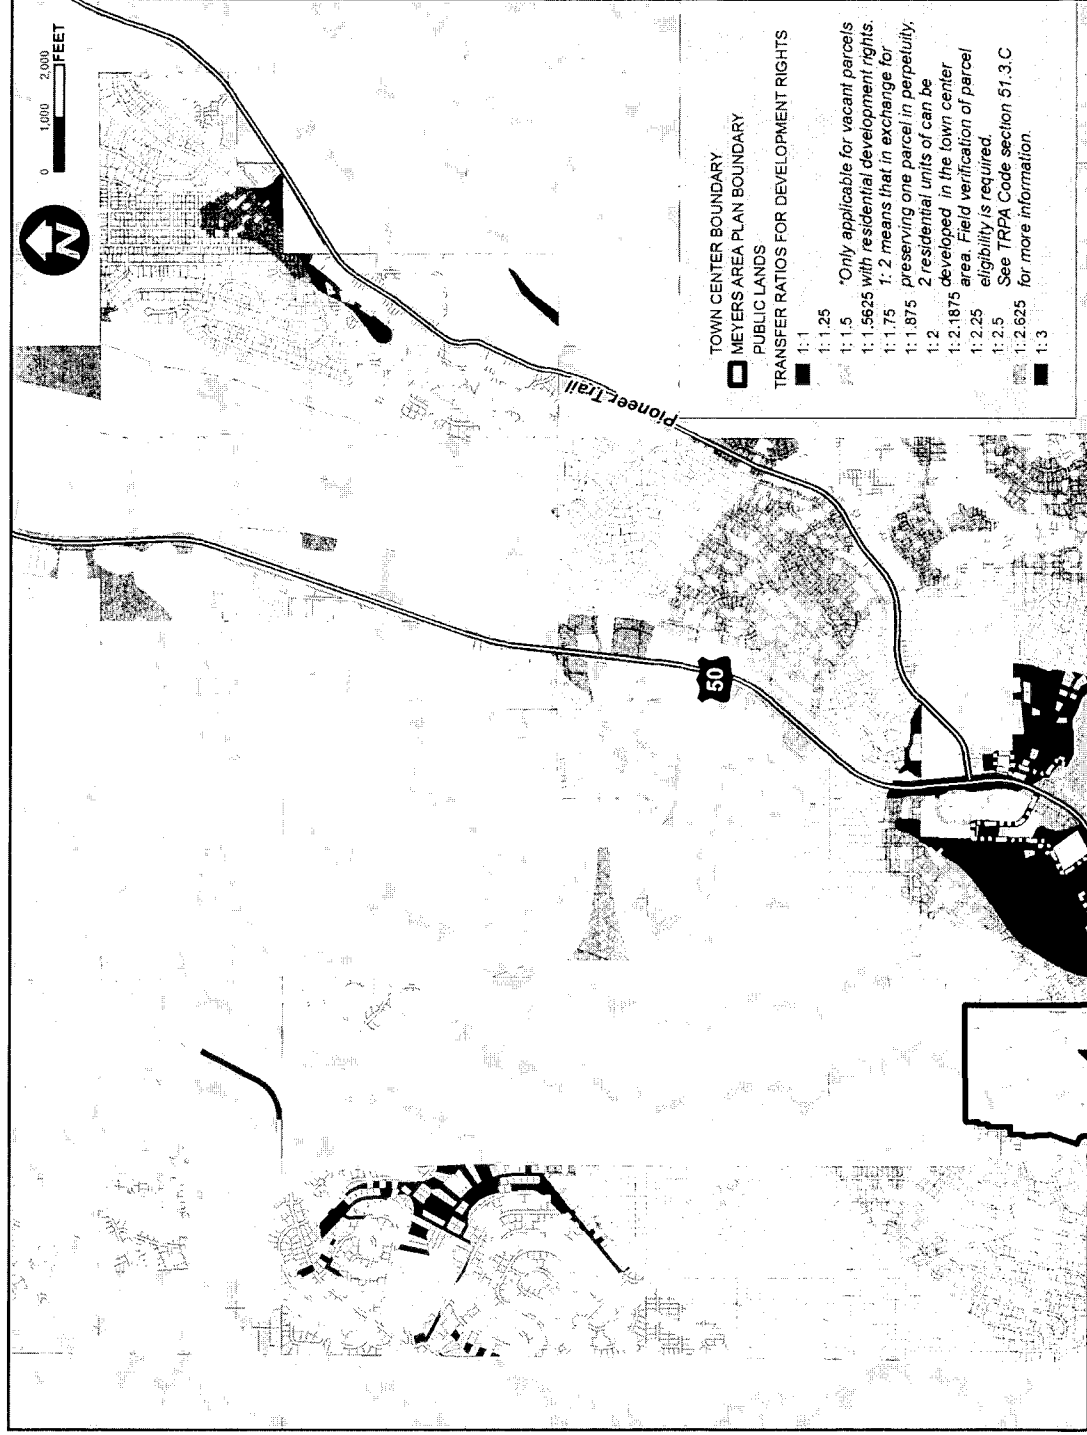 N
0 1,000 2,000
FEET
Pioneer Trail
50
TOWN CENTER BOUNDARY
MEYERS AREA PLAN BOUNDARY
PUBLIC LANDS
TRANSFER RATIOS FOR DEVELOPMENT RIGHTS
1: 1
1: 1.25
1: 1.5
1: 1.5625
1: 1.75
1: 1.875
1: 2
1: 2.1875
1: 2.25
1: 2.5
1: 2.625
1: 3
*Only applicable for vacant parcels
with residential development rights.
1: 2 means that in exchange for
preserving one parcel in perpetuity,
2 residential units of can be
developed in the town center
area. Field verification of parcel
eligibility is required.
See TRPA Code section 51.3.C
for more information.